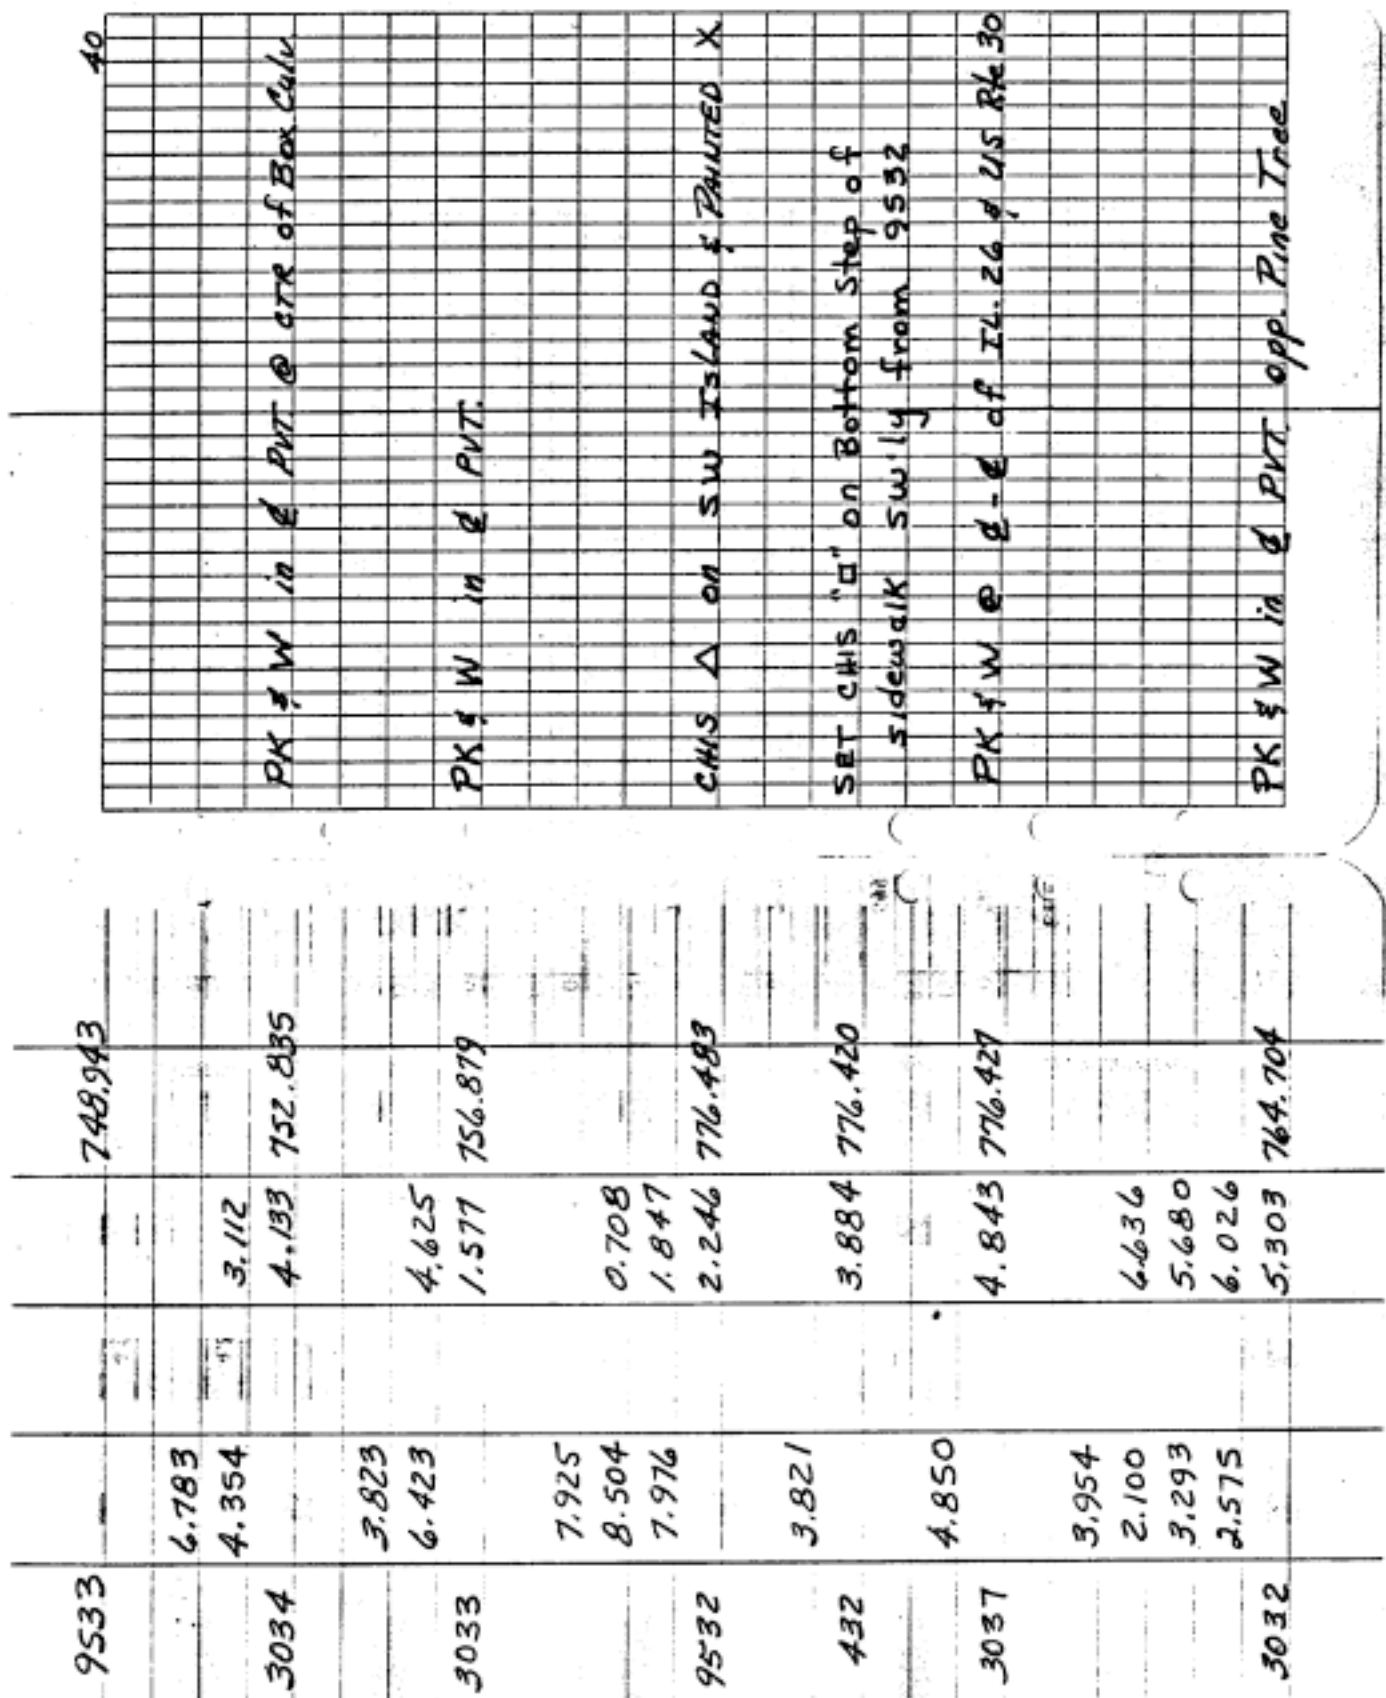 40
9533 748.943
6.783
4.354 3.112
3034 4.133 752.835 PK & W in ℄ PVT @ CTR of Box Culv
3.823
6.423 4.625
3033 1.577 756.879 PK & W in ℄ PVT.
7.925
8.504 0.708
7.976 1.847
9532 2.246 776.483 CHIS △ on SW ISLAND & PAINTED X
3.821
432 3.884 776.420 SET CHIS "□" on Bottom Step of
sidewalk SW'ly from 9532
4.850
3037 4.843 776.427 PK & W @ ℄-℄ of IL. 26 & US Rte 30
3.954
2.100 6.636
3.293 5.680
2.575 6.026
3032 5.303 764.704 PK & W in ℄ PVT. opp. Pine Tree